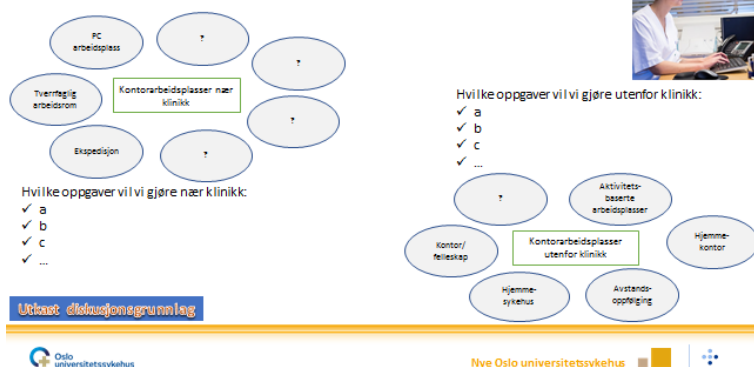 PC
arbeidsplass
?
?
Tverrfaglig
arbeidsrom
Kontorarbeidsplasser nær
klinikk
?
Ekspedisjon
?
Hvilke oppgaver vil vi gjøre nær klinikk:
✓ a
✓ b
✓ c
✓ ...
Utkast diskusjonsgrunnlag
Hvilke oppgaver vil vi gjøre utenfor klinikk:
✓ a
✓ b
✓ c
✓ ...
?
Aktivitets-
baserte
arbeidsplasser
Kontor/
felleskap
Kontorarbeidsplasser
utenfor klinikk
Hjemme-
kontor
Hjemme-
sykehus
Avstands-
oppfølging
Oslo
universitetssykehus
Nye Oslo universitetssykehus